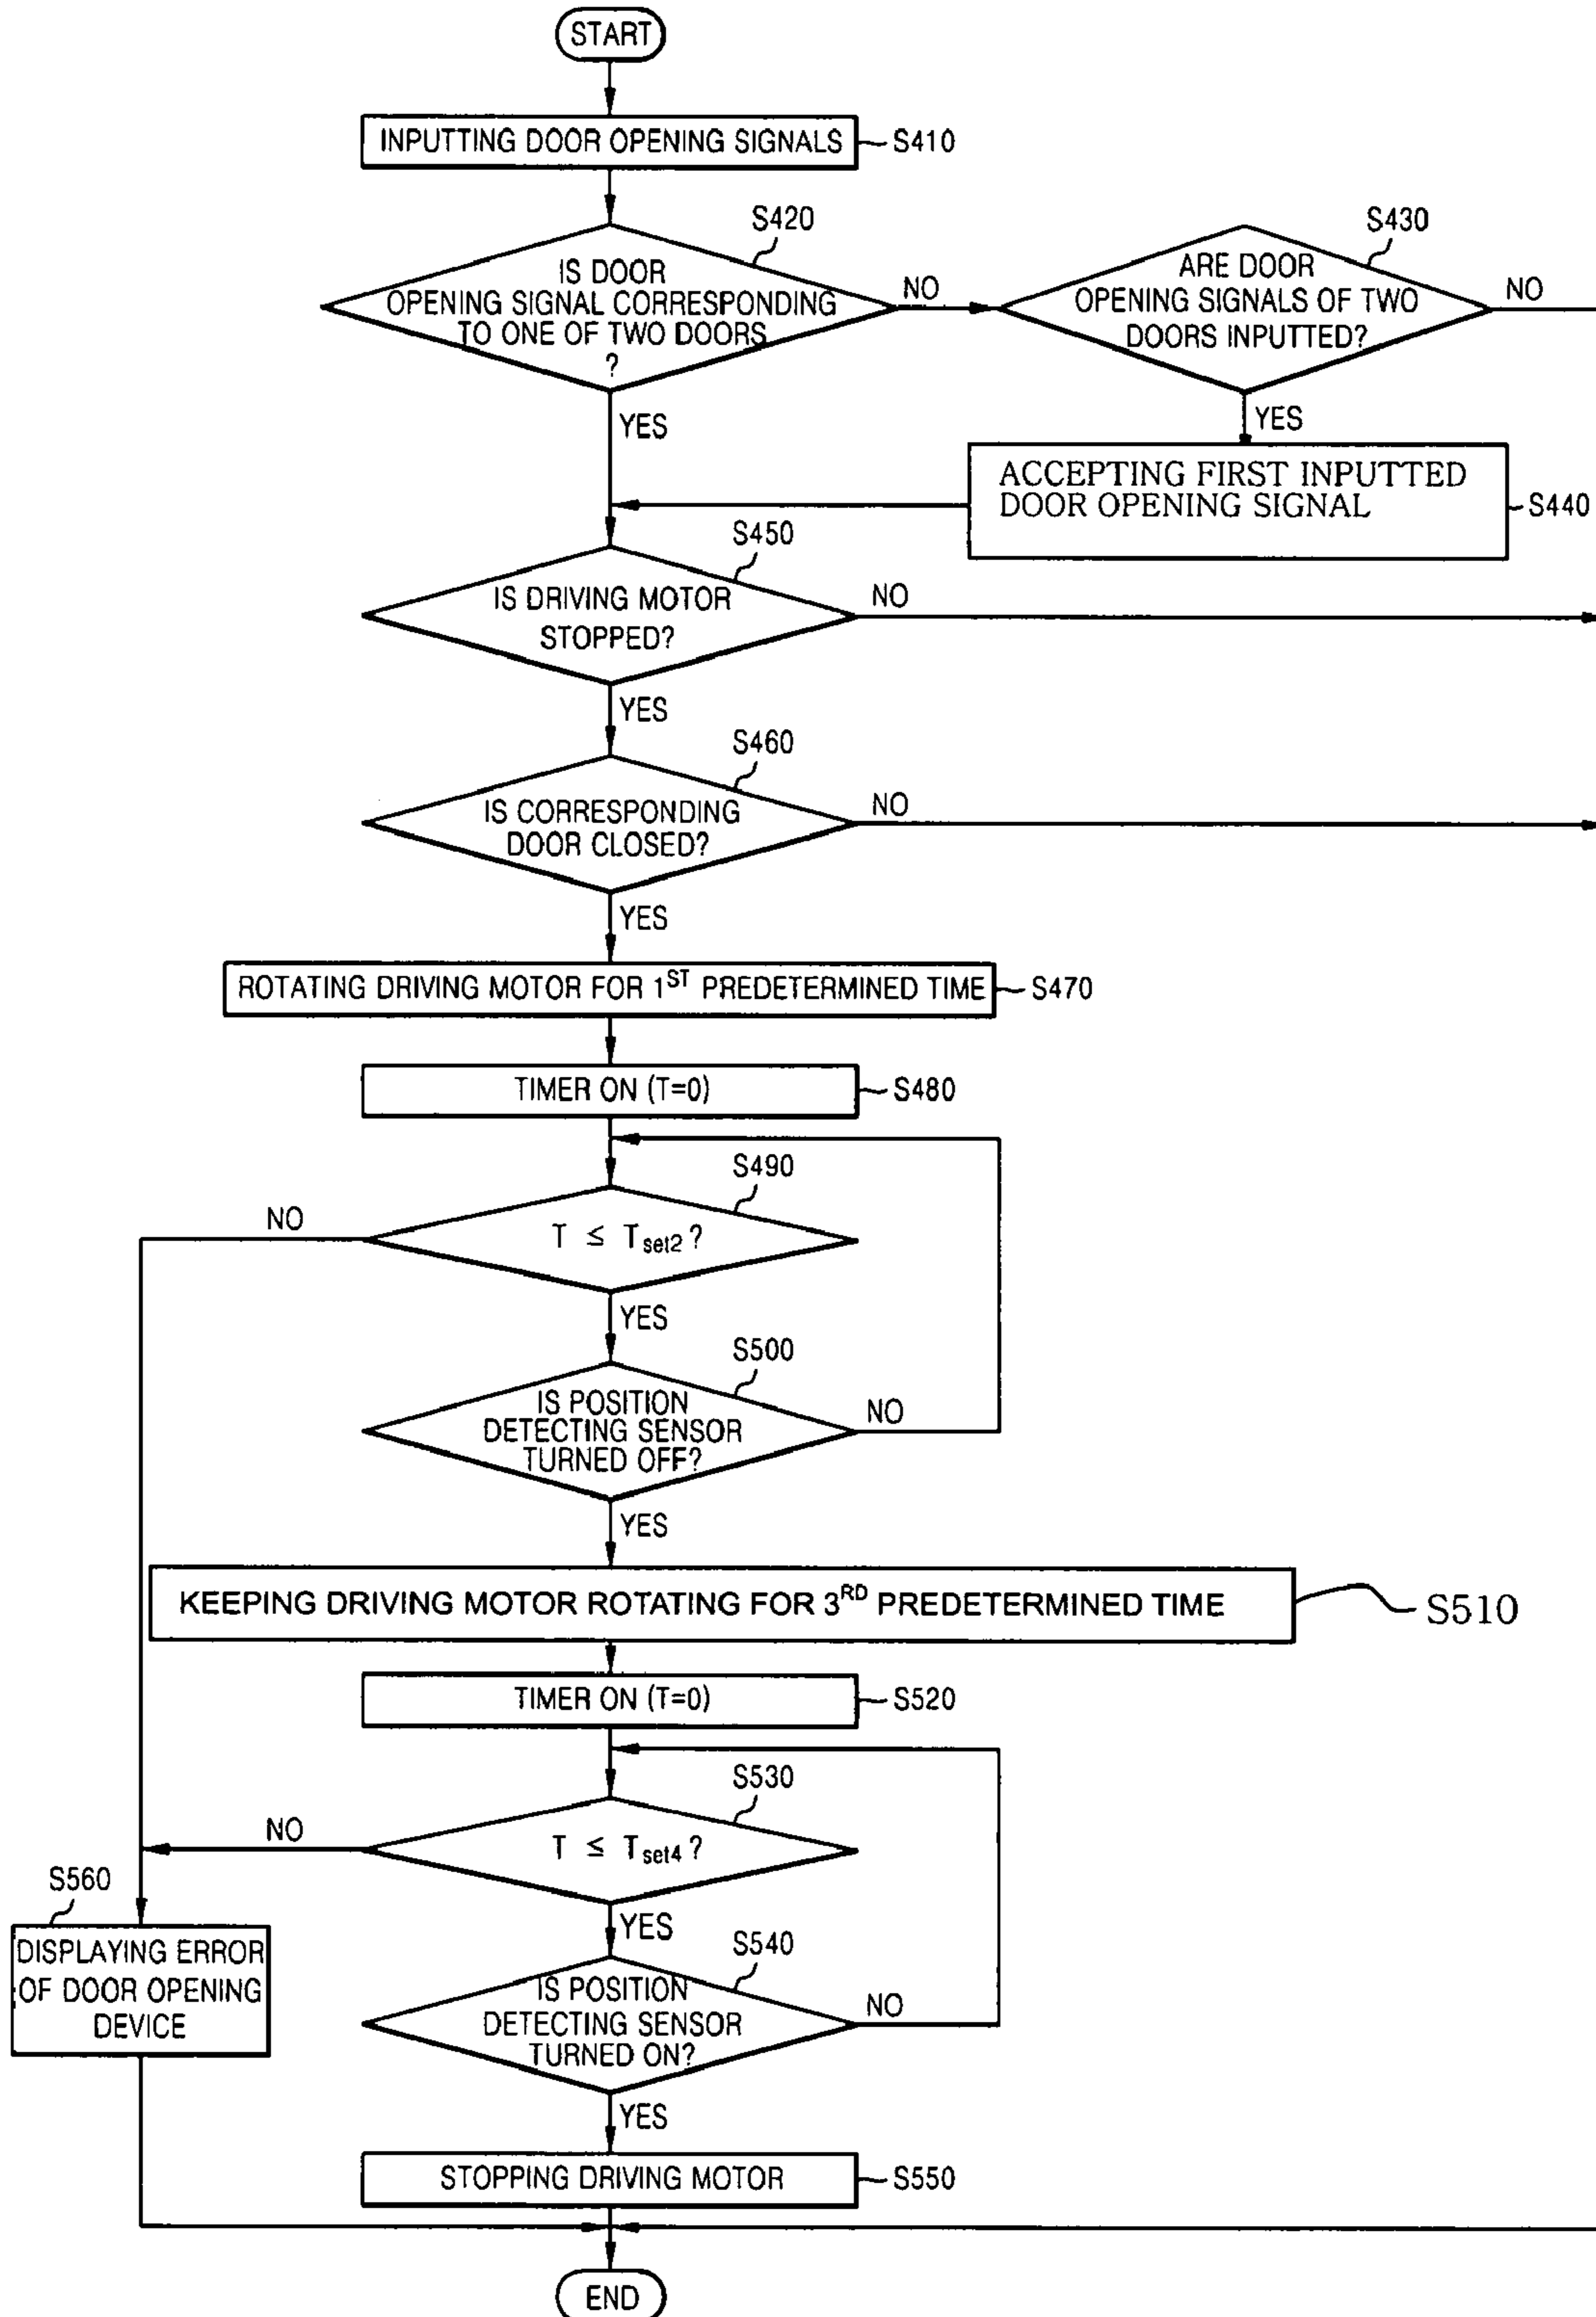 START
INPUTTING DOOR OPENING SIGNALS
S410
S420
IS DOOR
OPENING SIGNAL CORRESPONDING
TO ONE OF TWO DOORS
?
NO
YES
S430
ARE DOOR
OPENING SIGNALS OF TWO
DOORS INPUTTED?
NO
YES
ACCEPTING FIRST INPUTTED
DOOR OPENING SIGNAL
S440
S450
IS DRIVING MOTOR
STOPPED?
NO
YES
S460
IS CORRESPONDING
DOOR CLOSED?
NO
YES
ROTATING DRIVING MOTOR FOR 1ST PREDETERMINED TIME
S470
TIMER ON (T=0)
S480
S490
T ≤ Tset2?
NO
YES
S500
IS POSITION
DETECTING SENSOR
TURNED OFF?
NO
YES
KEEPING DRIVING MOTOR ROTATING FOR 3RD PREDETERMINED TIME
S510
TIMER ON (T=0)
S520
S530
T ≤ Tset4?
NO
YES
S560
DISPLAYING ERROR
OF DOOR OPENING
DEVICE
S540
IS POSITION
DETECTING SENSOR
TURNED ON?
NO
YES
STOPPING DRIVING MOTOR
S550
END